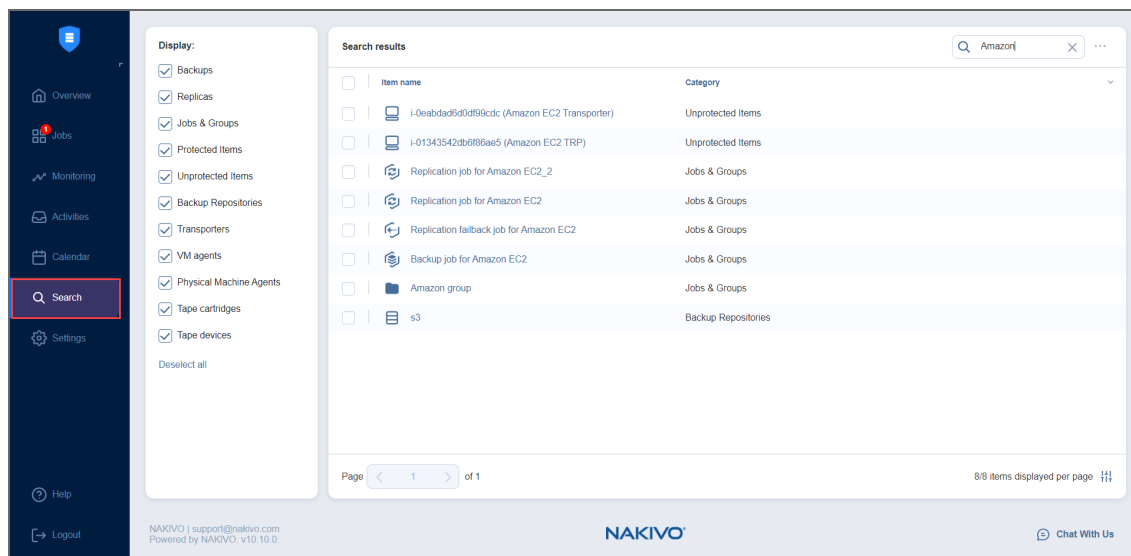 Overview
1
Jobs
Monitoring
Activities
Calendar
Search
Settings
Help
Logout
Display:
Backups
Replicas
Jobs & Groups
Protected Items
Unprotected Items
Backup Repositories
Transporters
VM agents
Physical Machine Agents
Tape cartridges
Tape devices
Deselect all
Search results
Amazon
Item name Category
i-0eabdad6d0df99cdc (Amazon EC2 Transporter) Unprotected Items
i-01343542db6f86ae5 (Amazon EC2 TRP) Unprotected Items
Replication job for Amazon EC2_2 Jobs & Groups
Replication job for Amazon EC2 Jobs & Groups
Replication failback job for Amazon EC2 Jobs & Groups
Backup job for Amazon EC2 Jobs & Groups
Amazon group Jobs & Groups
s3 Backup Repositories
Page 1 of 1
8/8 items displayed per page
NAKIVO | support@nakivo.com
Powered by NAKIVO. v10.10.0.
NAKIVO®
Chat With Us